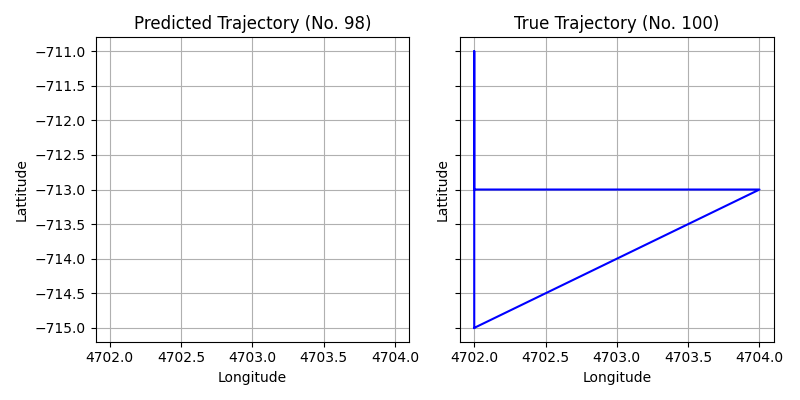 Predicted Trajectory (No. 98)
True Trajectory (No. 100)
−711.0
−711.5
−712.0
−712.5
−713.0
−713.5
−714.0
−714.5
−715.0
Lattitude
Lattitude
4702.0 4702.5 4703.0 4703.5 4704.0
4702.0 4702.5 4703.0 4703.5 4704.0
Longitude
Longitude